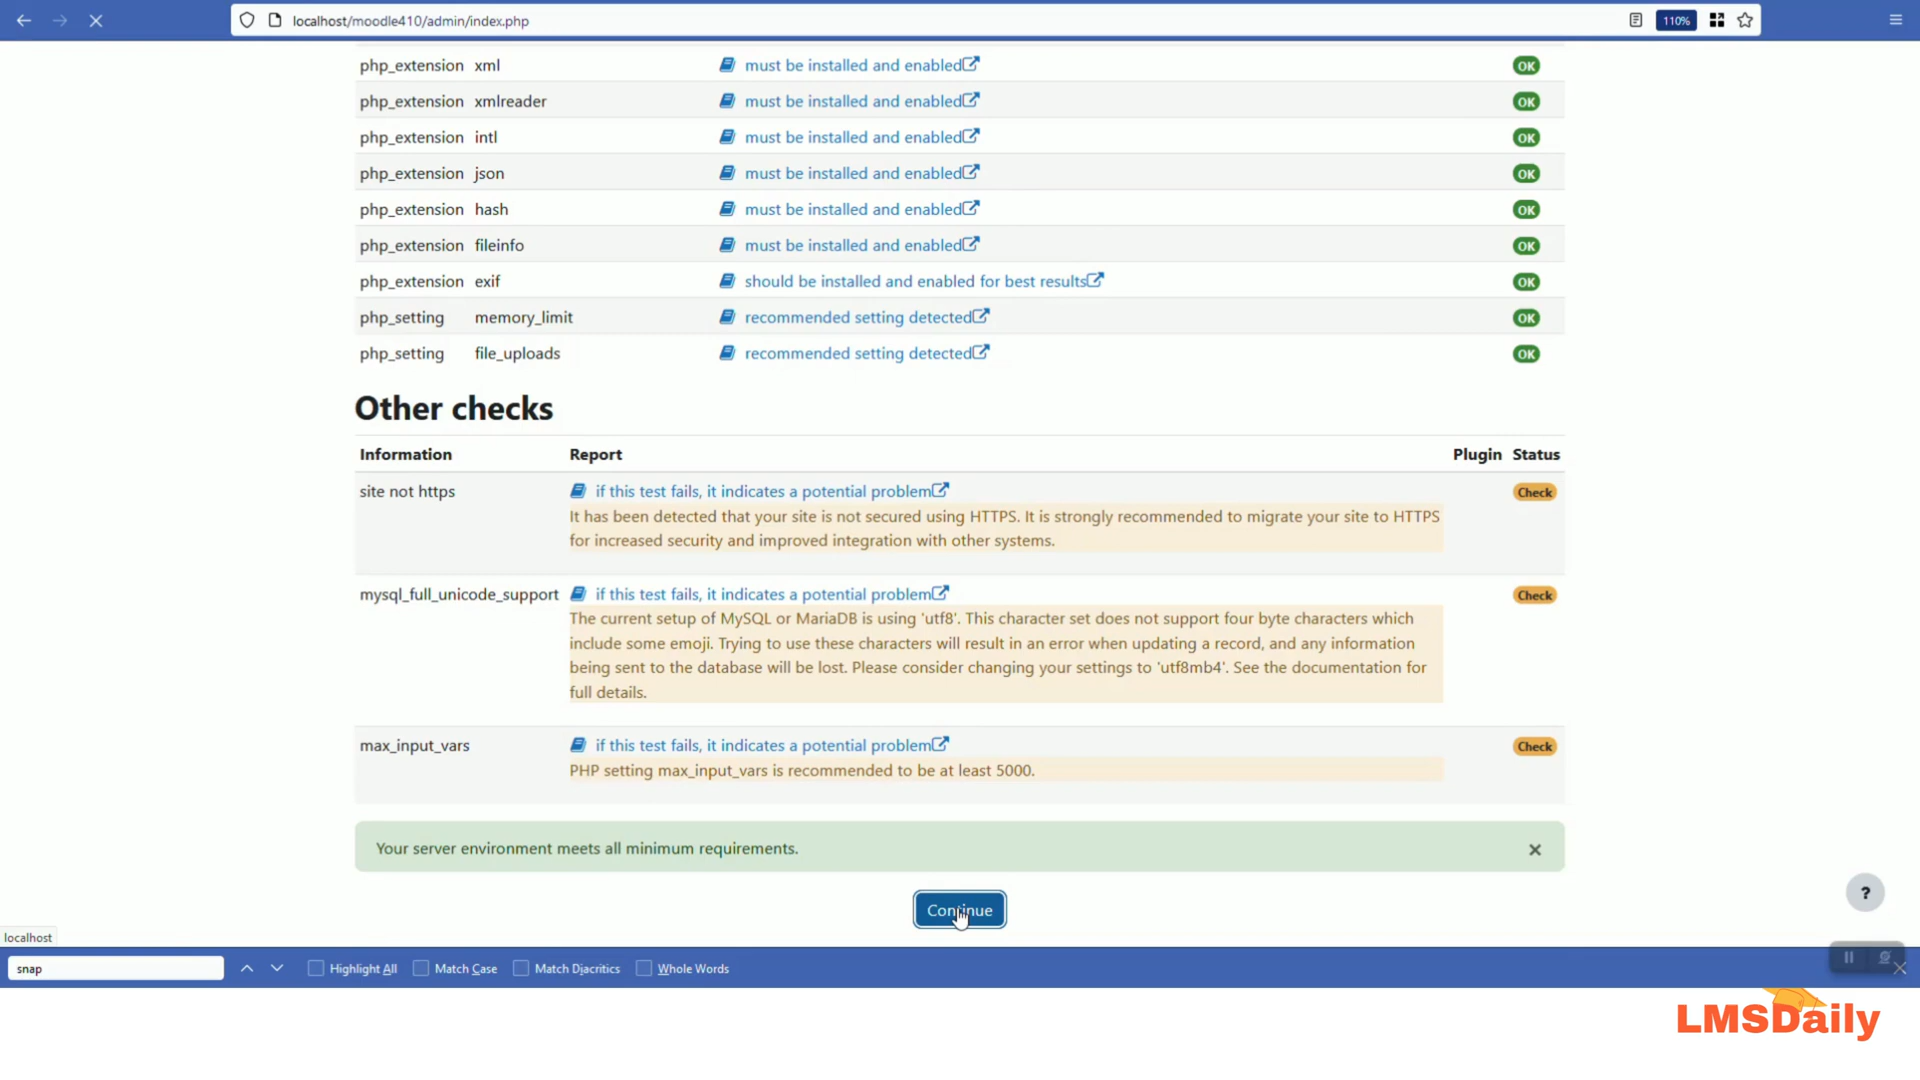 localhost/moodle410/admin/index.php
110%
php_extension xml must be installed and enabled OK
php_extension xmlreader must be installed and enabled OK
php_extension intl must be installed and enabled OK
php_extension json must be installed and enabled OK
php_extension hash must be installed and enabled OK
php_extension fileinfo must be installed and enabled OK
php_extension exif should be installed and enabled for best results OK
php_setting memory_limit recommended setting detected OK
php_setting file_uploads recommended setting detected OK
Other checks
Information Report Plugin Status
site not https if this test fails, it indicates a potential problem Check
It has been detected that your site is not secured using HTTPS. It is strongly recommended to migrate your site to HTTPS
for increased security and improved integration with other systems.
mysql_full_unicode_support if this test fails, it indicates a potential problem Check
The current setup of MySQL or MariaDB is using 'utf8'. This character set does not support four byte characters which
include some emoji. Trying to use these characters will result in an error when updating a record, and any information
being sent to the database will be lost. Please consider changing your settings to 'utf8mb4'. See the documentation for
full details.
max_input_vars if this test fails, it indicates a potential problem Check
PHP setting max_input_vars is recommended to be at least 5000.
Your server environment meets all minimum requirements. ×
Continue
?
localhost
snap Highlight All Match Case Match Diacritics Whole Words
LMSDaily